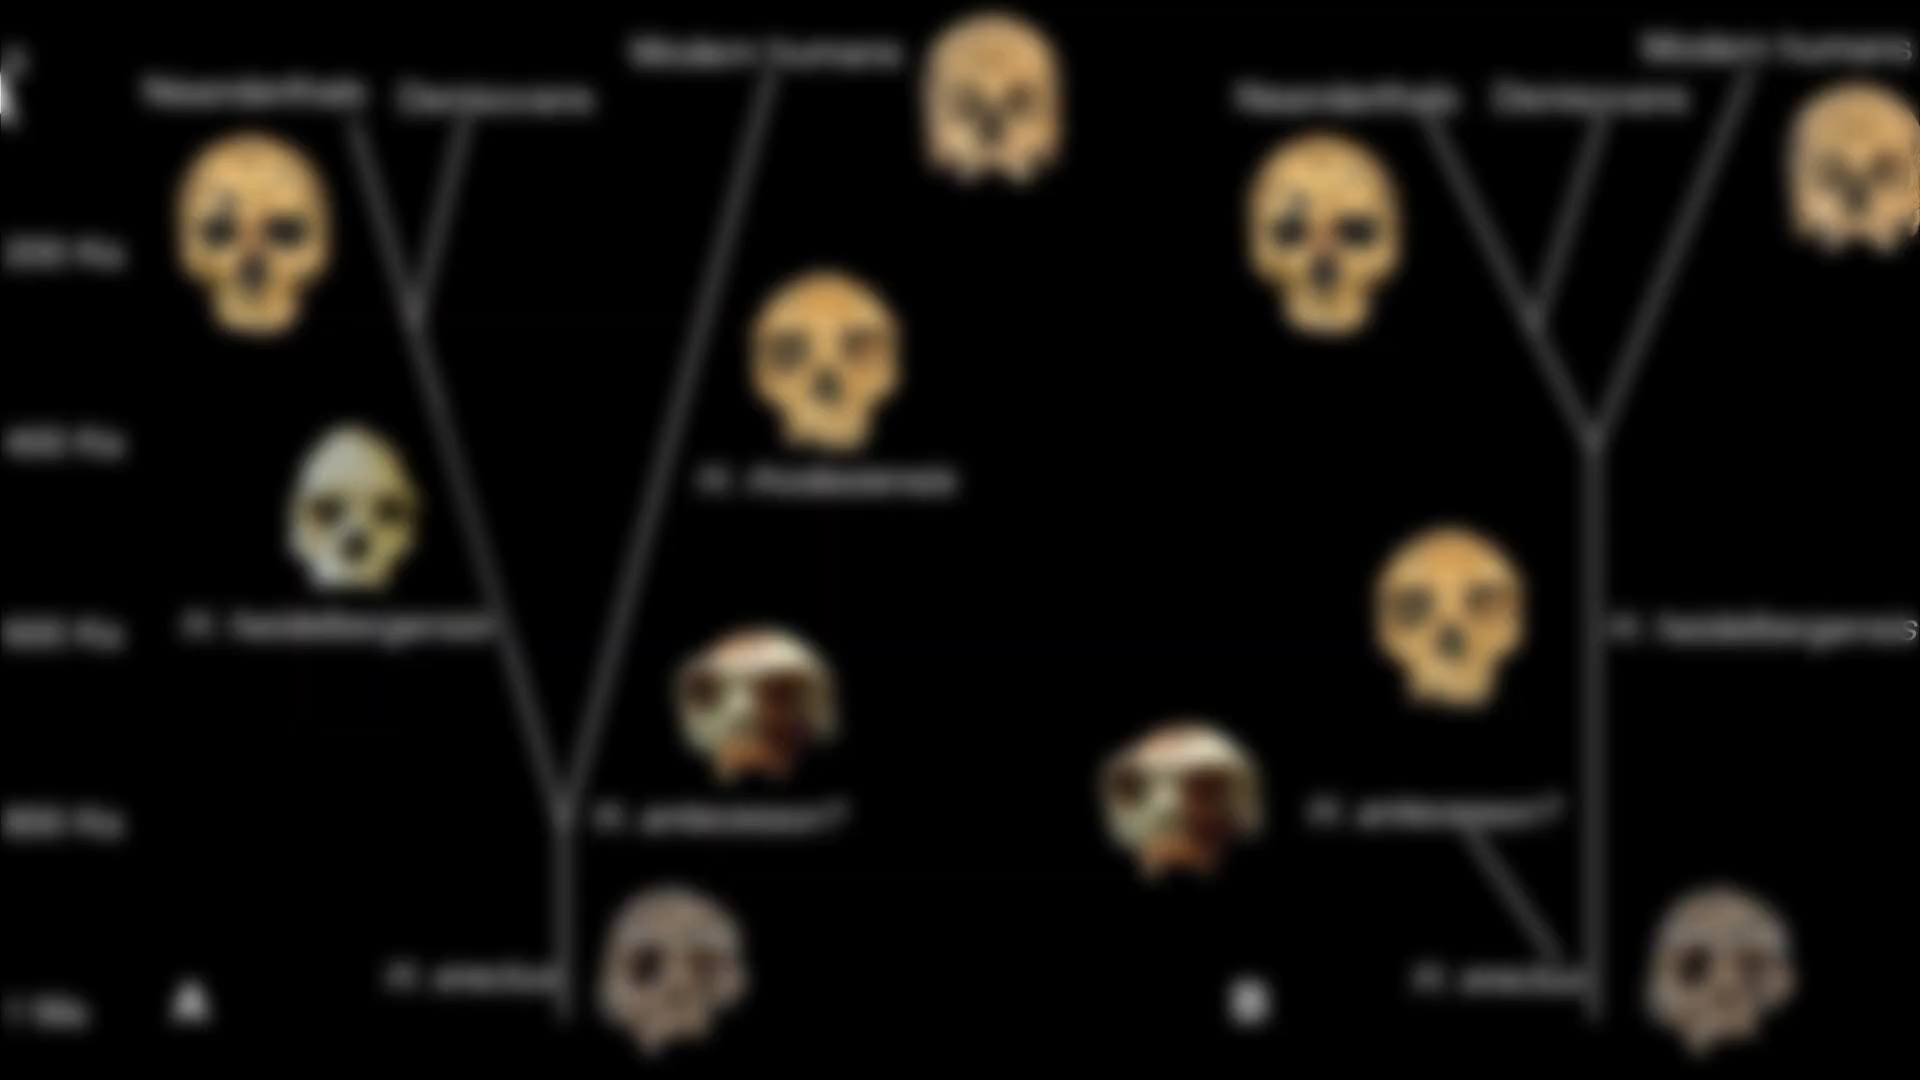 Modern humans
Neanderthals
Denisovans
H. rhodesiensis
H. heidelbergensis
H. antecessor?
H. erectus
200 Ka
400 Ka
600 Ka
800 Ka
1 Ma
A
Modern humans
Neanderthals
Denisovans
H. heidelbergensis
H. antecessor?
H. erectus
B